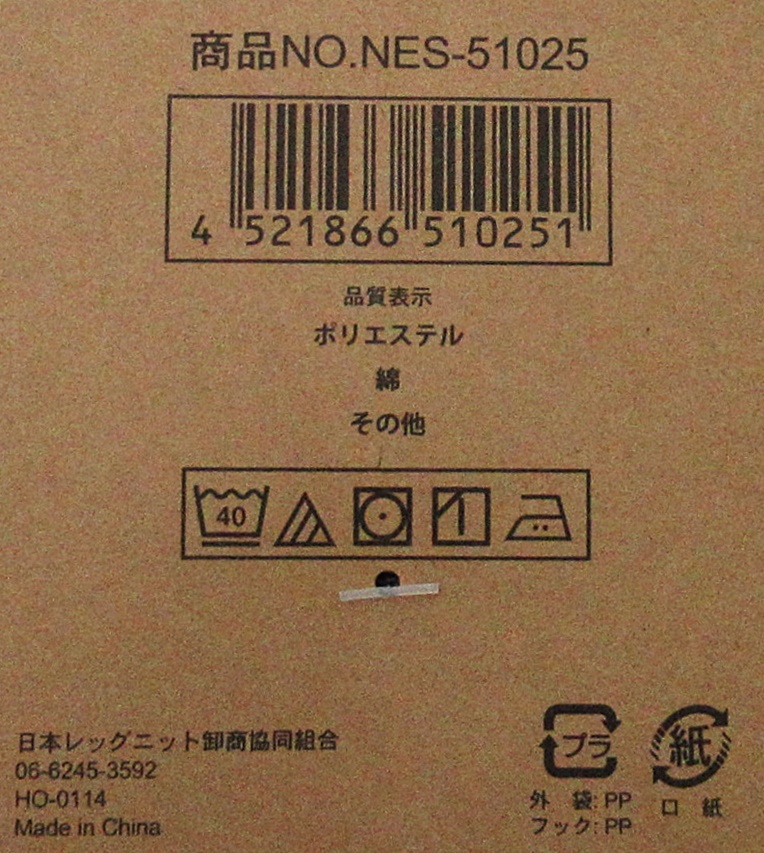 商品NO.NES-51025
4 521866 510251
品質表示
ポリエステル
綿
その他
40
日本レッグニット卸商協同組合
06-6245-3592
HO-0114
Made in China
プラ
外 袋: PP
フック: PP
紙
口 紙